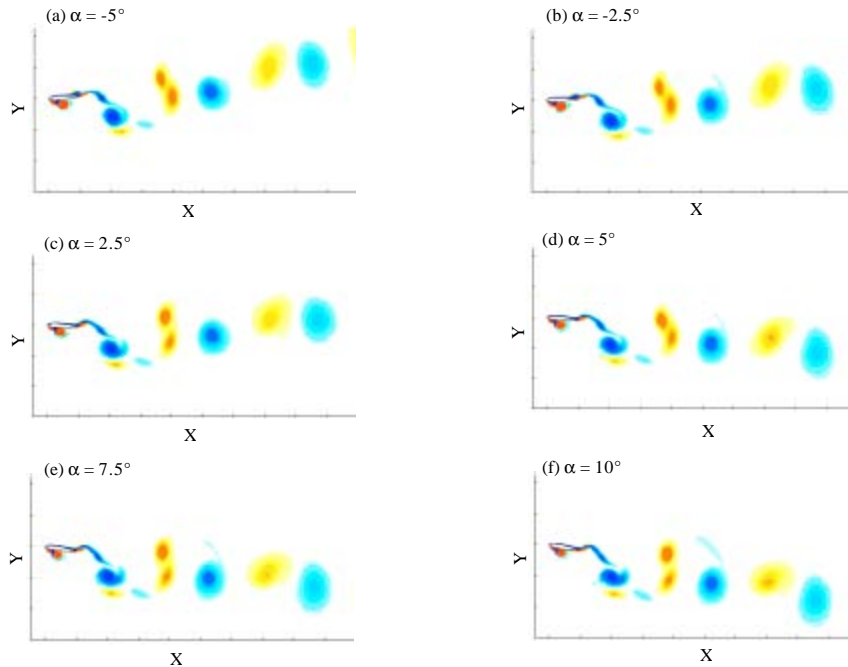 (a) α = -5°
(b) α = -2.5°
Y
X
Y
X
(c) α = 2.5°
(d) α = 5°
Y
X
Y
X
(e) α = 7.5°
(f) α = 10°
Y
X
Y
X